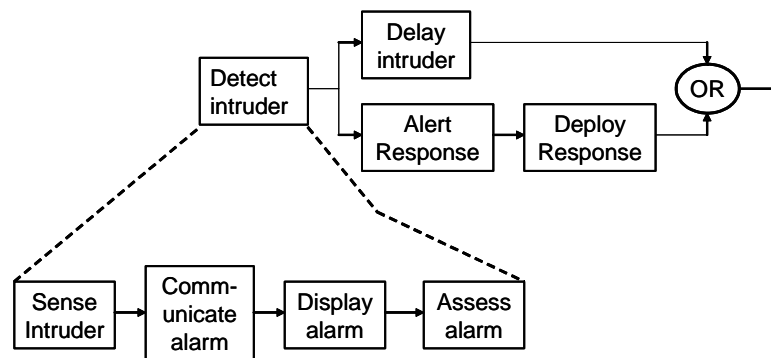 Delay
intruder
Detect
intruder
OR
Alert
Response
Deploy
Response
Sense
Intruder
Comm-
unicate
alarm
Display
alarm
Assess
alarm